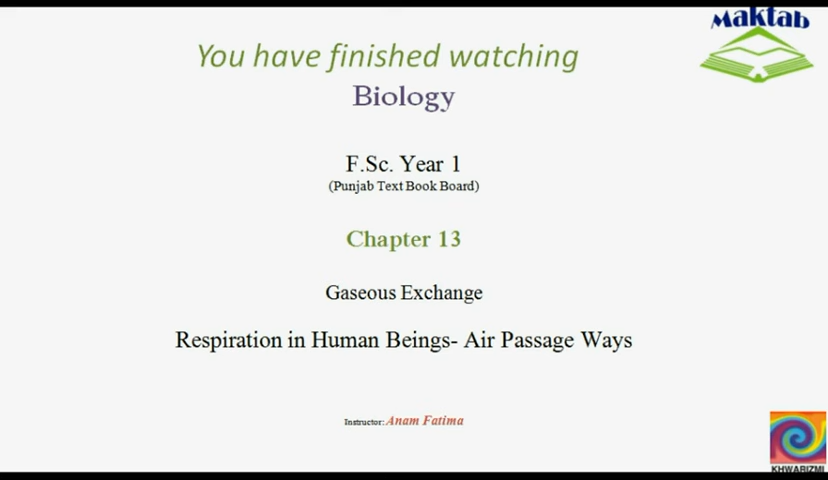 Maktab
You have finished watching
Biology
F.Sc. Year 1
(Punjab Text Book Board)
Chapter 13
Gaseous Exchange
Respiration in Human Beings- Air Passage Ways
Instructor: Anam Fatima
KHWARIZMI